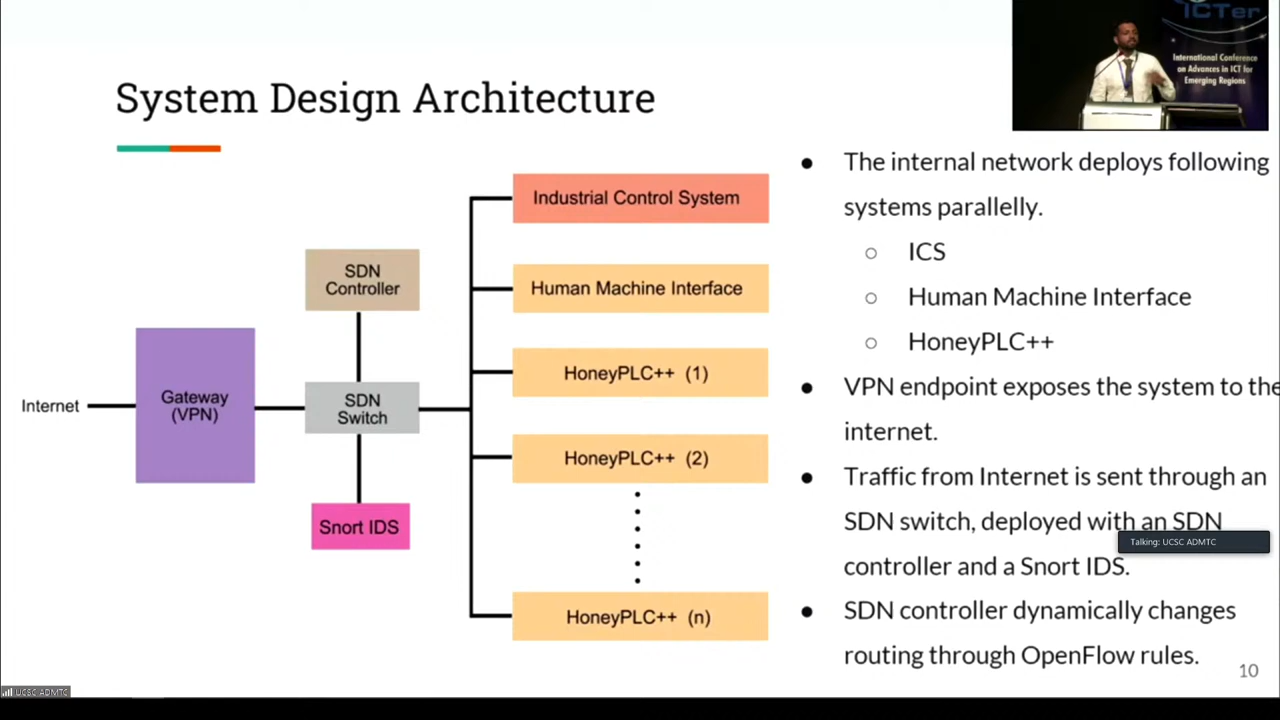 ICTer
International Conference
on Advances in ICT for
Emerging Regions
System Design Architecture
Internet
Gateway
(VPN)
SDN
Controller
SDN
Switch
Snort IDS
Industrial Control System
Human Machine Interface
HoneyPLC++ (1)
HoneyPLC++ (2)
HoneyPLC++ (n)
● The internal network deploys following
systems parallelly.
○ ICS
○ Human Machine Interface
○ HoneyPLC++
● VPN endpoint exposes the system to the
internet.
● Traffic from Internet is sent through an
SDN switch, deployed with an SDN
Talking: UCSC ADMTC
controller and a Snort IDS.
● SDN controller dynamically changes
routing through OpenFlow rules.
10
UCSC ADMTC